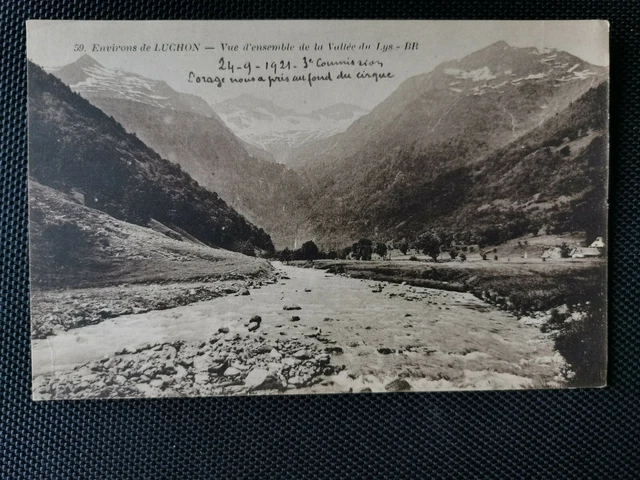 59. Environs de LUCHON – Vue d'ensemble de la Vallée du Lys - BR
24-9-1921 - 3e Commission
L'orage nous a pris au fond du cirque